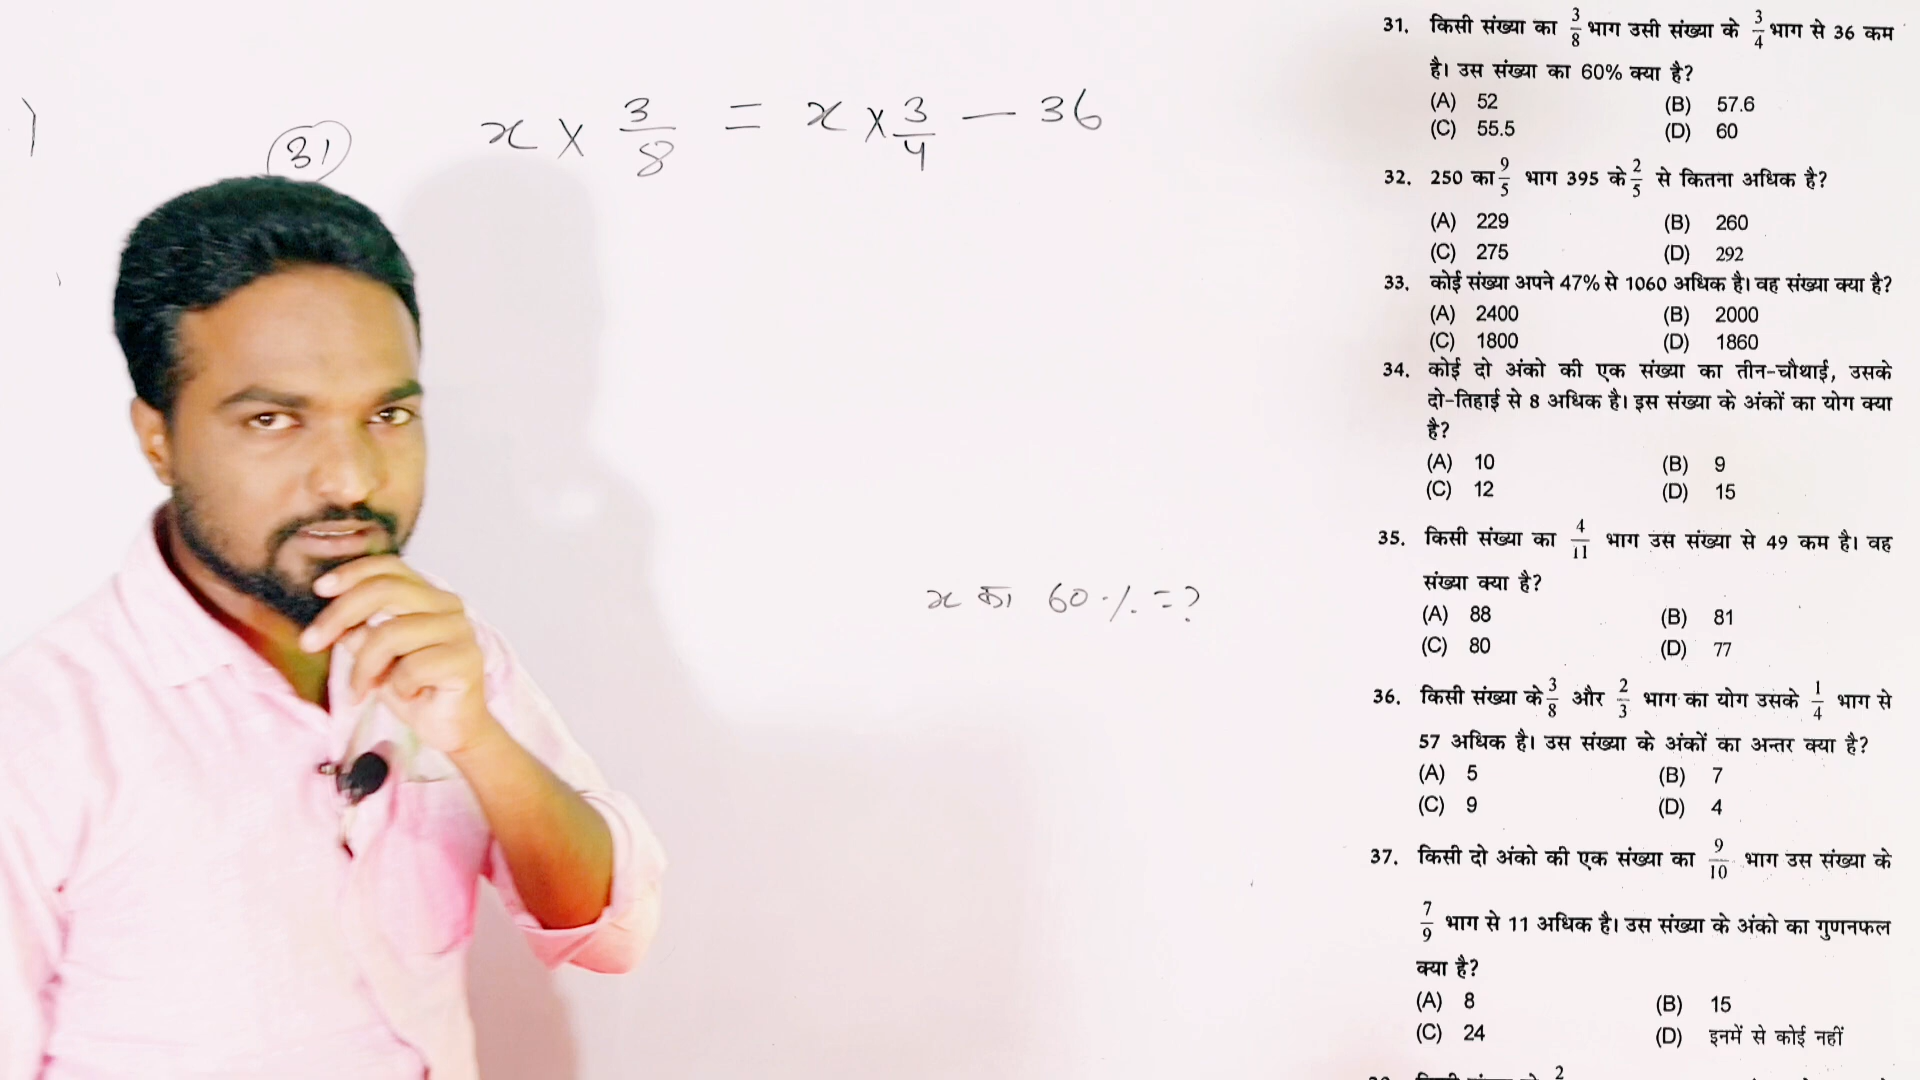 (31) x × 3/8 = x × 3/4 − 36
x का 60% = ?
31. किसी संख्या का 3/8 भाग उसी संख्या के 3/4 भाग से 36 कम
है। उस संख्या का 60% क्या है?
(A) 52 (B) 57.6
(C) 55.5 (D) 60
32. 250 का 9/5 भाग 395 के 2/5 से कितना अधिक है?
(A) 229 (B) 260
(C) 275 (D) 292
33. कोई संख्या अपने 47% से 1060 अधिक है। वह संख्या क्या है?
(A) 2400 (B) 2000
(C) 1800 (D) 1860
34. कोई दो अंको की एक संख्या का तीन-चौथाई, उसके
दो-तिहाई से 8 अधिक है। इस संख्या के अंकों का योग क्या
है?
(A) 10 (B) 9
(C) 12 (D) 15
35. किसी संख्या का 4/11 भाग उस संख्या से 49 कम है। वह
संख्या क्या है?
(A) 88 (B) 81
(C) 80 (D) 77
36. किसी संख्या के 3/8 और 2/3 भाग का योग उसके 1/4 भाग से
57 अधिक है। उस संख्या के अंकों का अन्तर क्या है?
(A) 5 (B) 7
(C) 9 (D) 4
37. किसी दो अंको की एक संख्या का 9/10 भाग उस संख्या के
7/9 भाग से 11 अधिक है। उस संख्या के अंको का गुणनफल
क्या है?
(A) 8 (B) 15
(C) 24 (D) इनमें से कोई नहीं